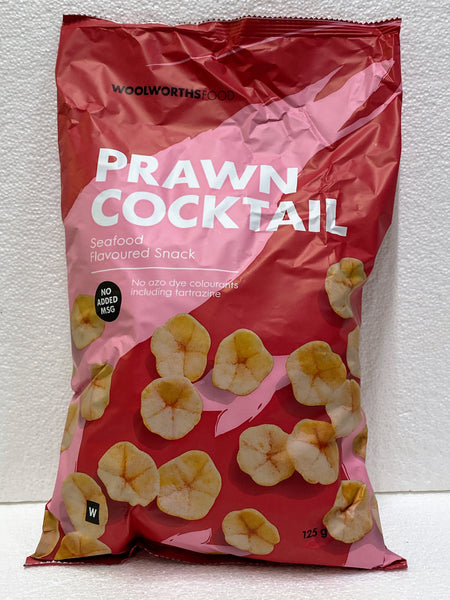 WOOLWORTHSFOOD
PRAWN
COCKTAIL
Seafood
Flavoured Snack
No azo dye colourants
including tartrazine
NO
ADDED
MSG
W
125 g